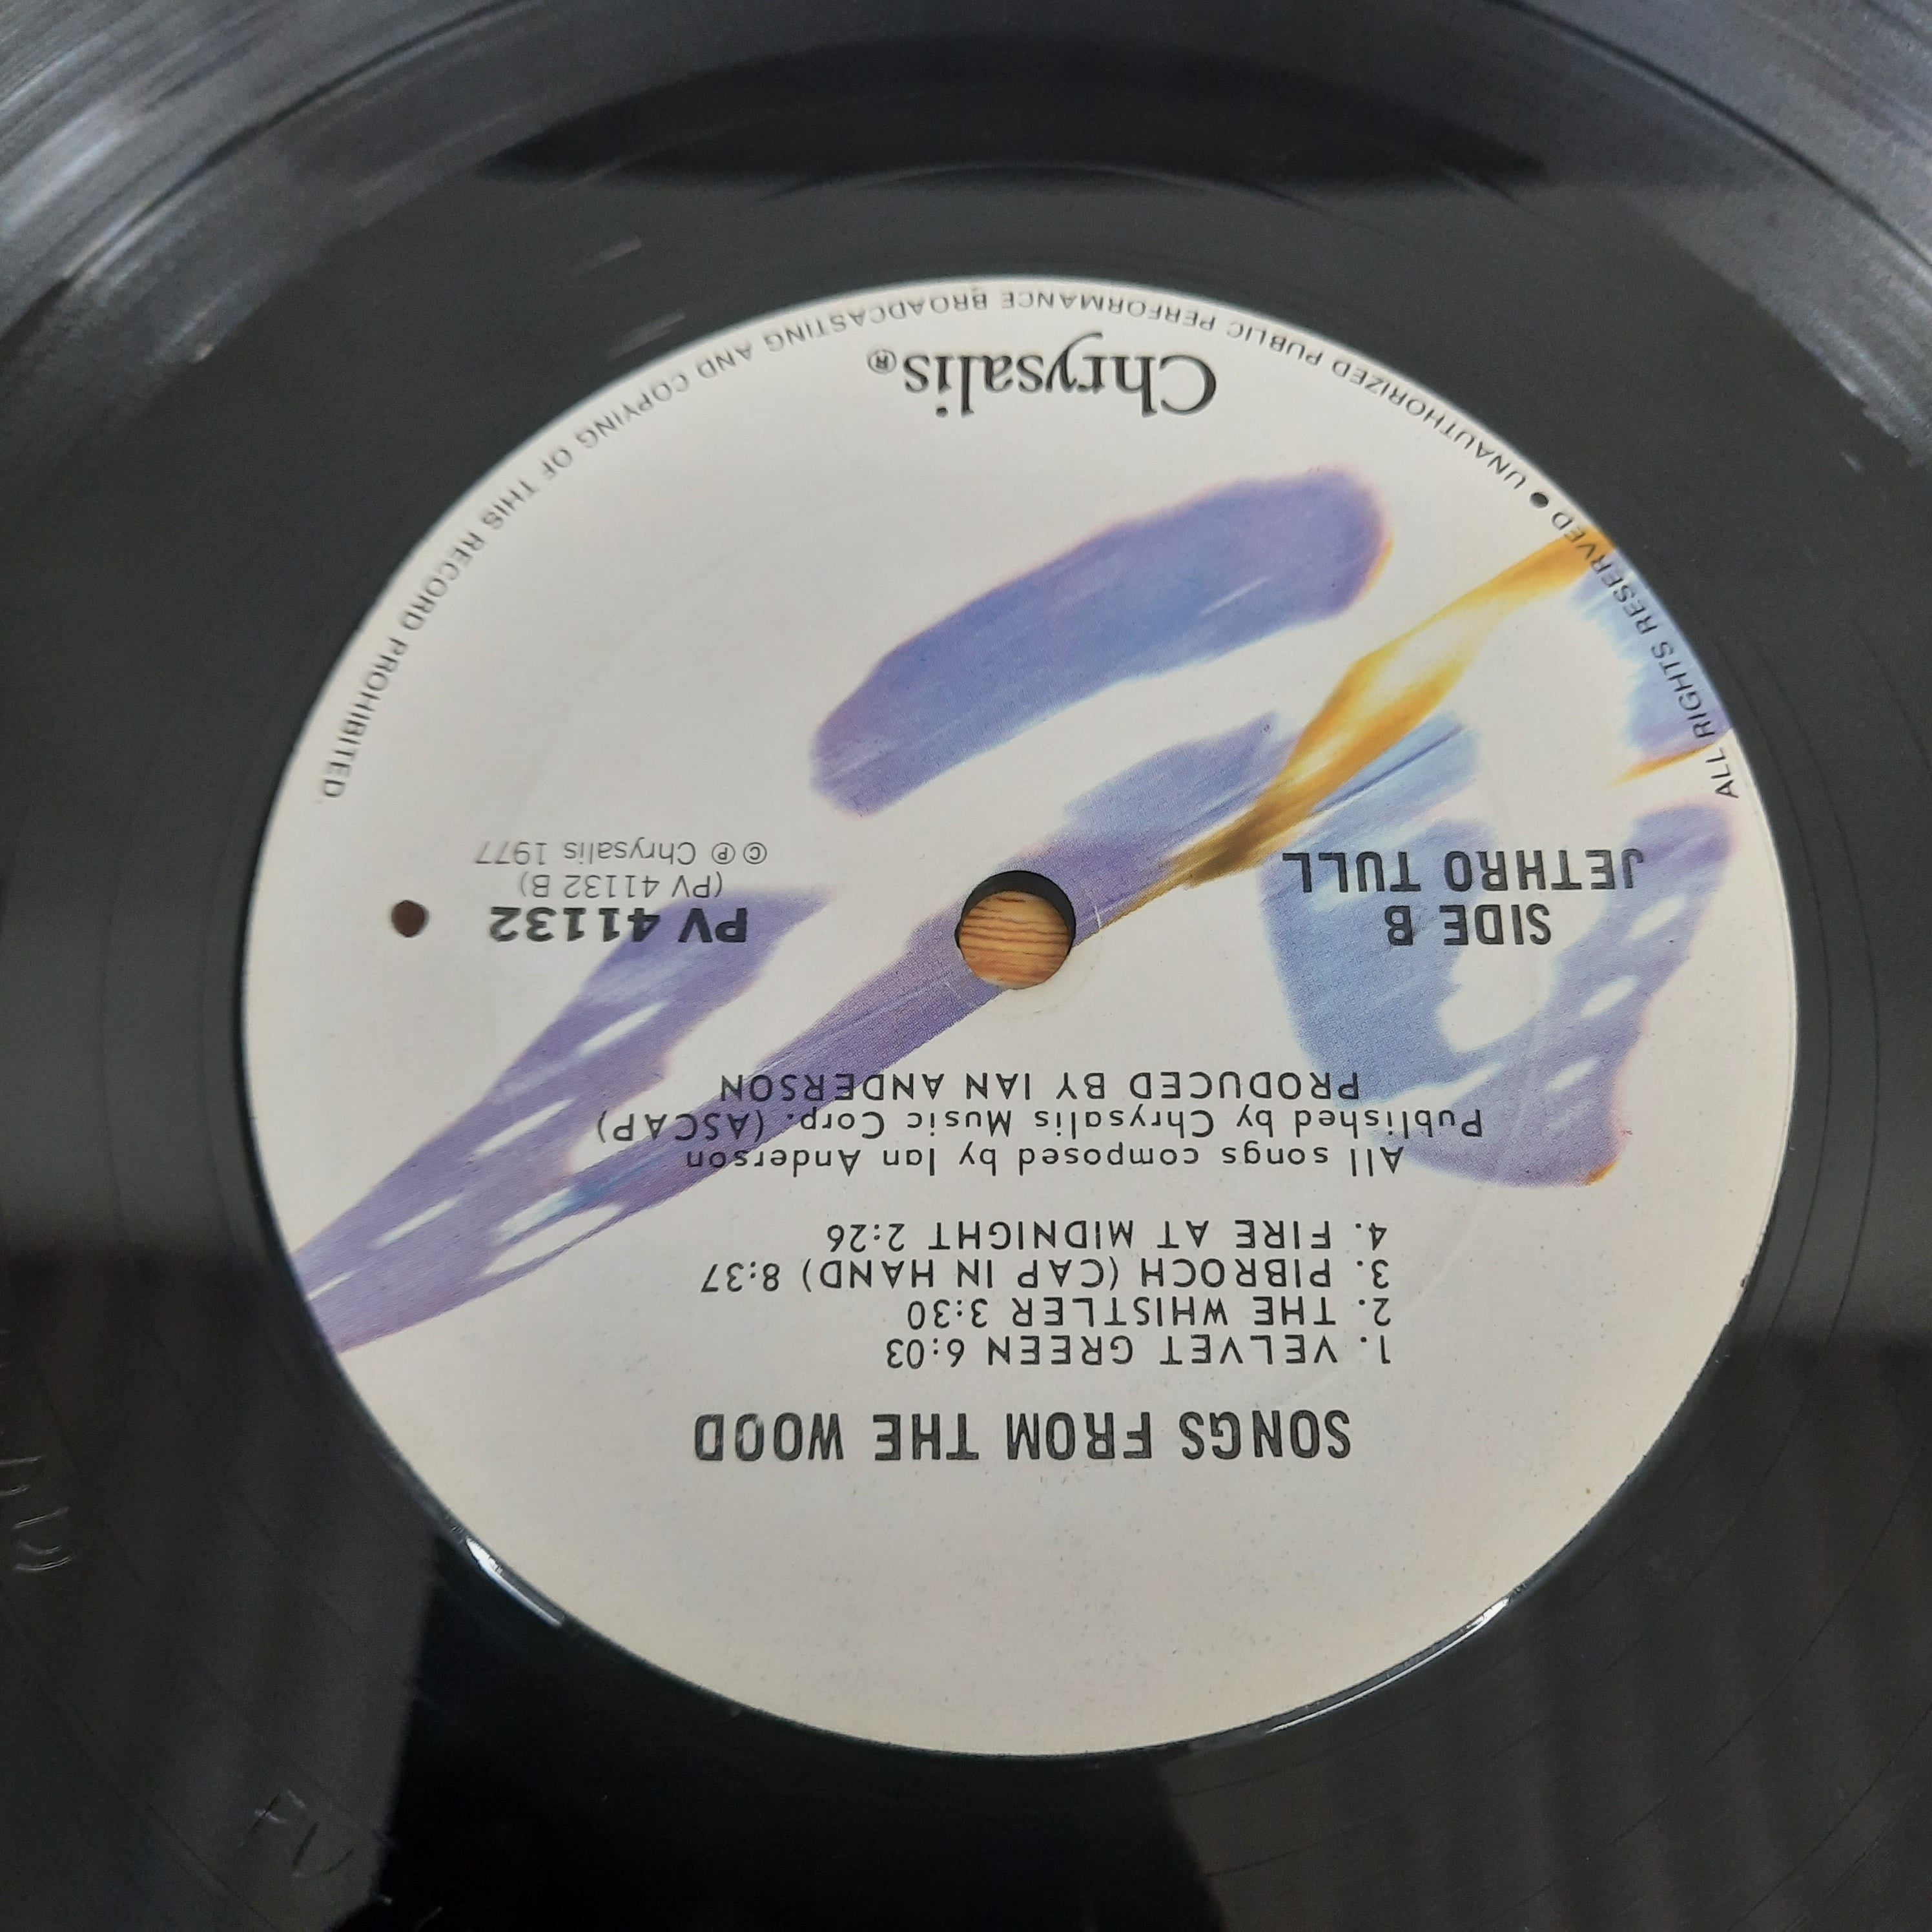 Chrysalis®
ALL RIGHTS RESERVED ● UNAUTHORIZED PUBLIC PERFORMANCE BROADCASTING AND COPYING OF THIS RECORD PROHIBITED.
SIDE B
JETHRO TULL
PV 41132
(PV 41132 B)
© ℗ Chrysalis 1977
SONGS FROM THE WOOD
1. VELVET GREEN 6:03
2. THE WHISTLER 3:30
3. PIBROCH (CAP IN HAND) 8:37
4. FIRE AT MIDNIGHT 2:26
All songs composed by Ian Anderson
Published by Chrysalis Music Corp. (ASCAP)
PRODUCED BY IAN ANDERSON